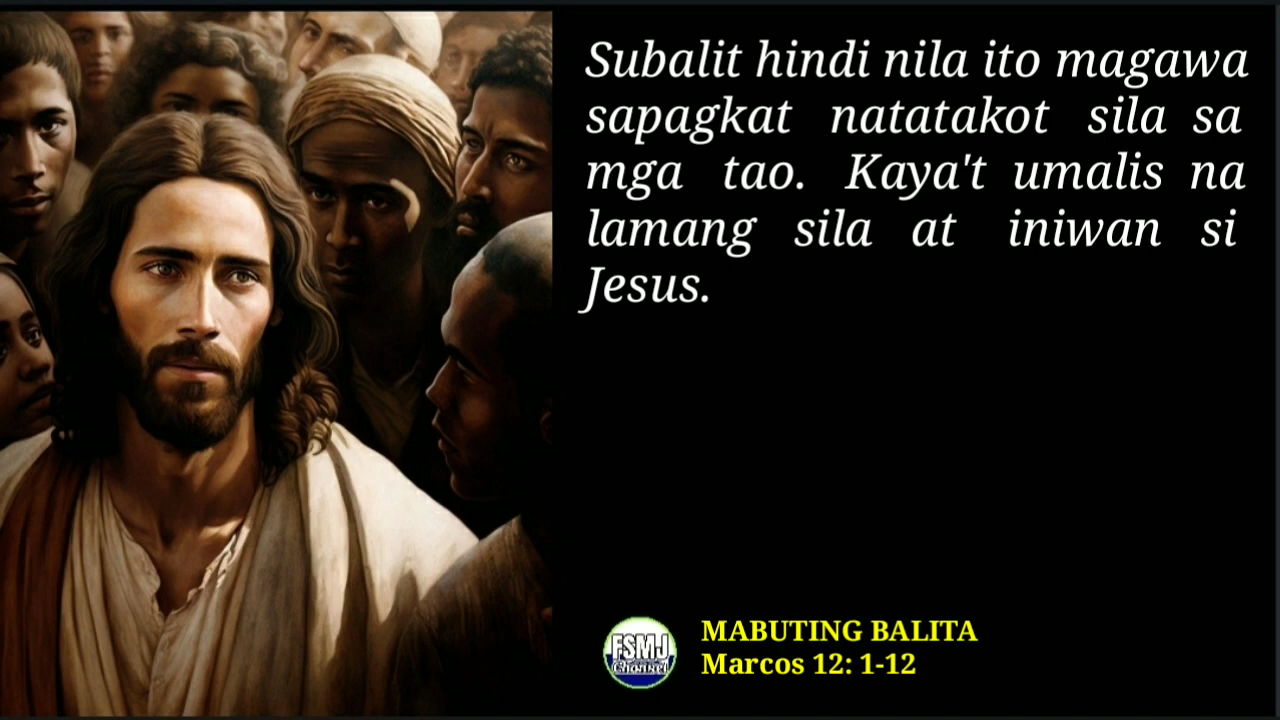 Subalit hindi nila ito magawa
sapagkat natatakot sila sa
mga tao. Kaya't umalis na
lamang sila at iniwan si
Jesus.
FSMJ
Channel
MABUTING BALITA
Marcos 12: 1-12